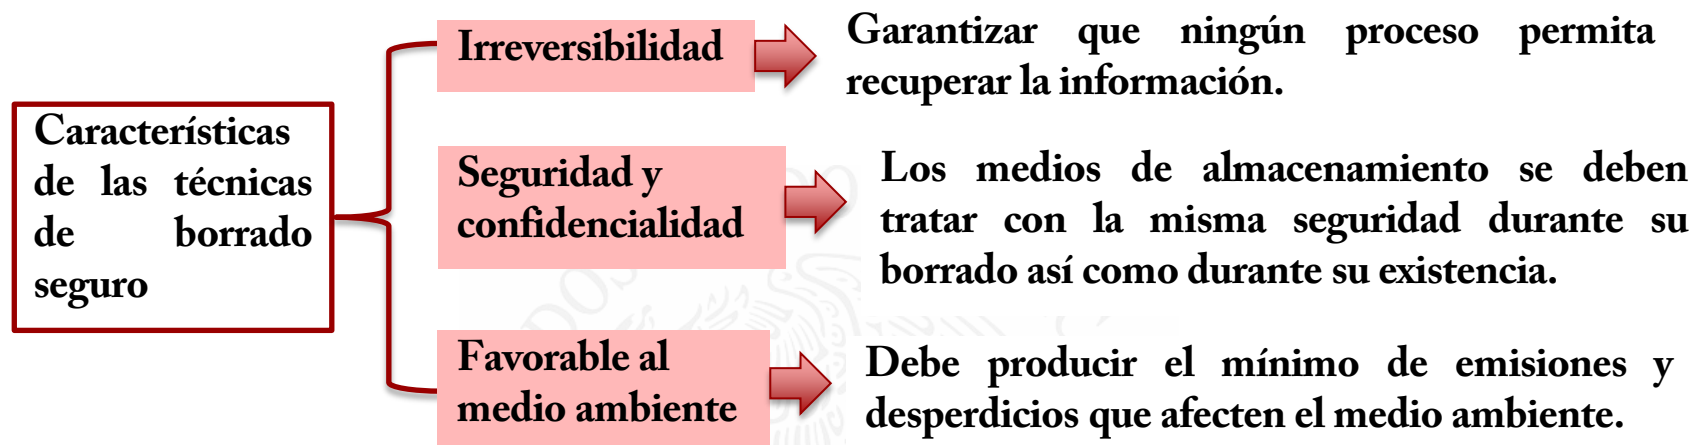 Características
de las técnicas
de borrado
seguro
Irreversibilidad
Garantizar que ningún proceso permita
recuperar la información.
Seguridad y
confidencialidad
Los medios de almacenamiento se deben
tratar con la misma seguridad durante su
borrado así como durante su existencia.
Favorable al
medio ambiente
Debe producir el mínimo de emisiones y
desperdicios que afecten el medio ambiente.